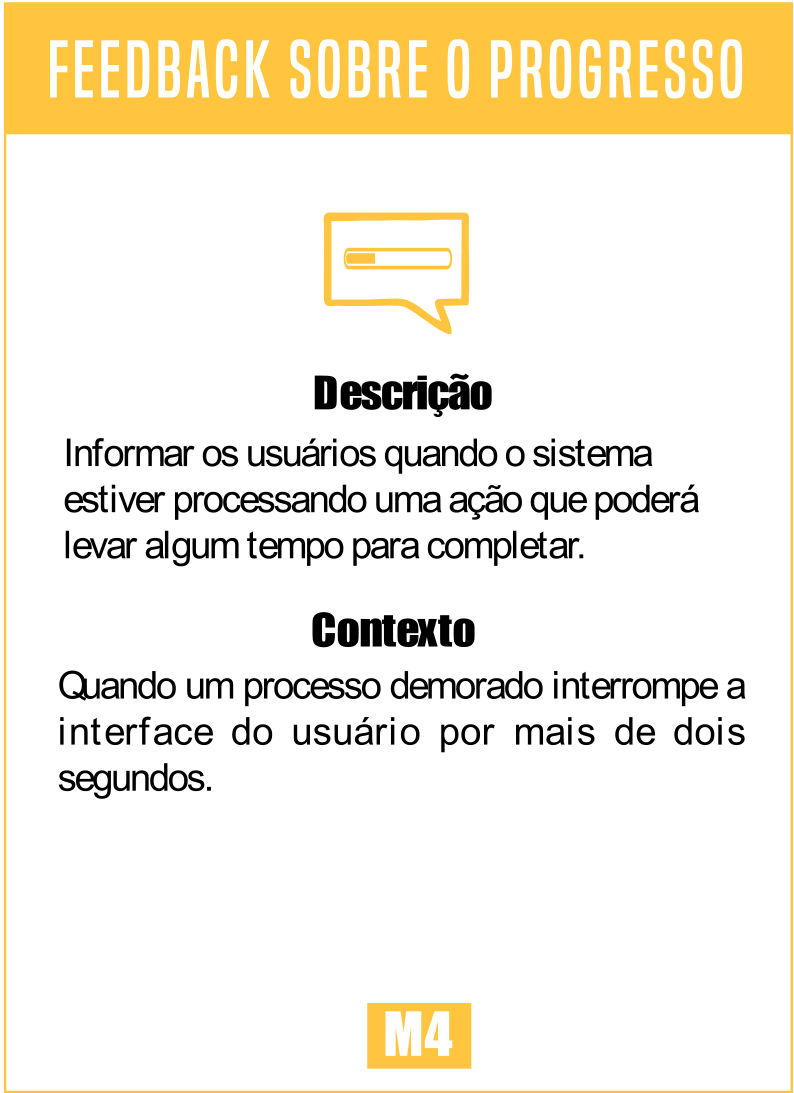 FEEDBACK SOBRE O PROGRESSO
Descrição
Informar os usuários quando o sistema
estiver processando uma ação que poderá
levar algum tempo para completar.
Contexto
Quando um processo demorado interrompe a
interface do usuário por mais de dois
segundos.
M4